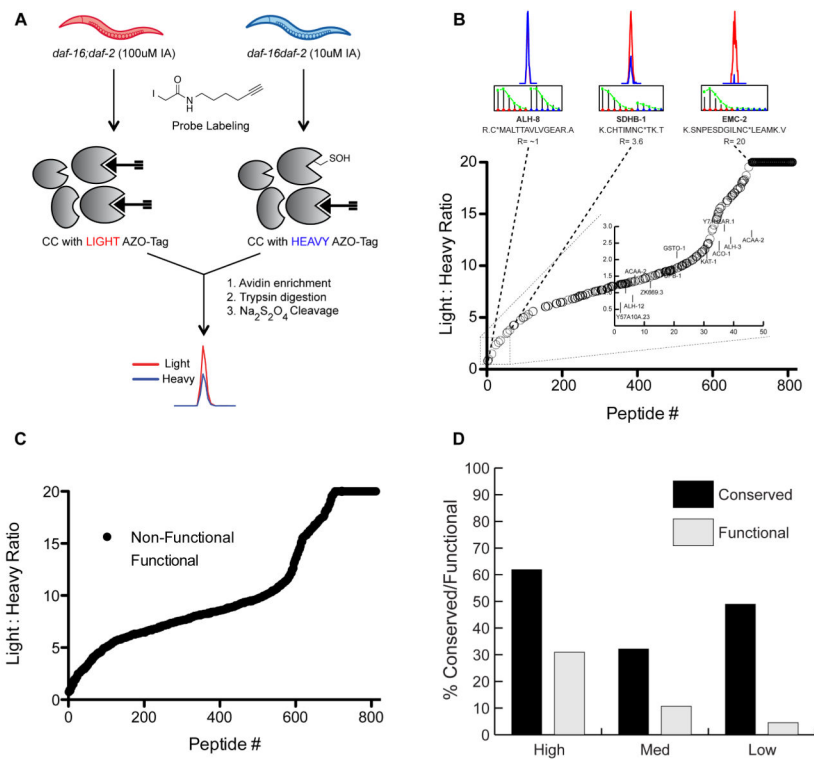 A
daf-16;daf-2 (100uM IA)
daf-16daf-2 (10uM IA)
I
O
N
H
Probe Labeling
SOH
CC with LIGHT AZO-Tag
CC with HEAVY AZO-Tag
1. Avidin enrichment
2. Trypsin digestion
3. Na2S2O4 Cleavage
Light
Heavy
B
ALH-8
R.C*MALTTAVLVGEAR.A
R= ~1
SDHB-1
K.CHTIMNC*TK.T
R= 3.6
EMC-2
K.SNPESDGILNC*LEAMK.V
R= 20
Light : Heavy Ratio
20
15
10
5
0
0
200
400
600
800
Peptide #
3.0
2.5
2.0
1.5
1.0
0.5
0
10
20
30
40
50
GSTO-1
ACAA-2
ZK669.3
ALH-12
Y57A10A.23
KAT-1
ACO-1
ALH-3
ACAA-2
C
Light : Heavy Ratio
20
15
10
5
0
Non-Functional
Functional
0
200
400
600
800
Peptide #
D
% Conserved/Functional
100
90
80
70
60
50
40
30
20
10
0
Conserved
Functional
High
Med
Low